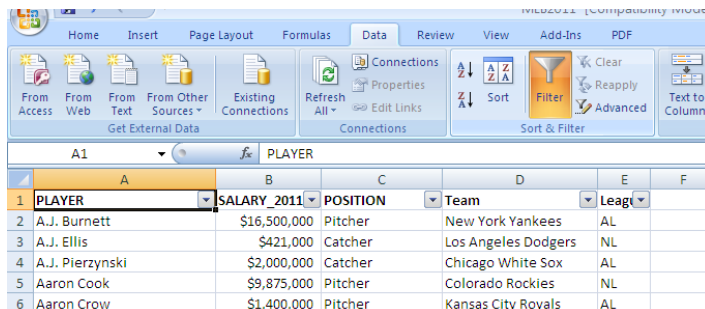 MLB2011 [Compatibility Mode
Home Insert Page Layout Formulas Data Review View Add-Ins PDF
From Access
From Web
From Text
From Other Sources
Existing Connections
Get External Data
Refresh All
Connections
Properties
Edit Links
Connections
A Z
Z A
A Z Z A
Sort
Filter
Clear
Reapply
Advanced
Sort & Filter
Text to
Column
A1 fx PLAYER
A B C D E F
1 PLAYER SALARY_2011 POSITION Team Leagu
2 A.J. Burnett $16,500,000 Pitcher New York Yankees AL
3 A.J. Ellis $421,000 Catcher Los Angeles Dodgers NL
4 A.J. Pierzynski $2,000,000 Catcher Chicago White Sox AL
5 Aaron Cook $9,875,000 Pitcher Colorado Rockies NL
6 Aaron Crow $1,400,000 Pitcher Kansas City Royals AL